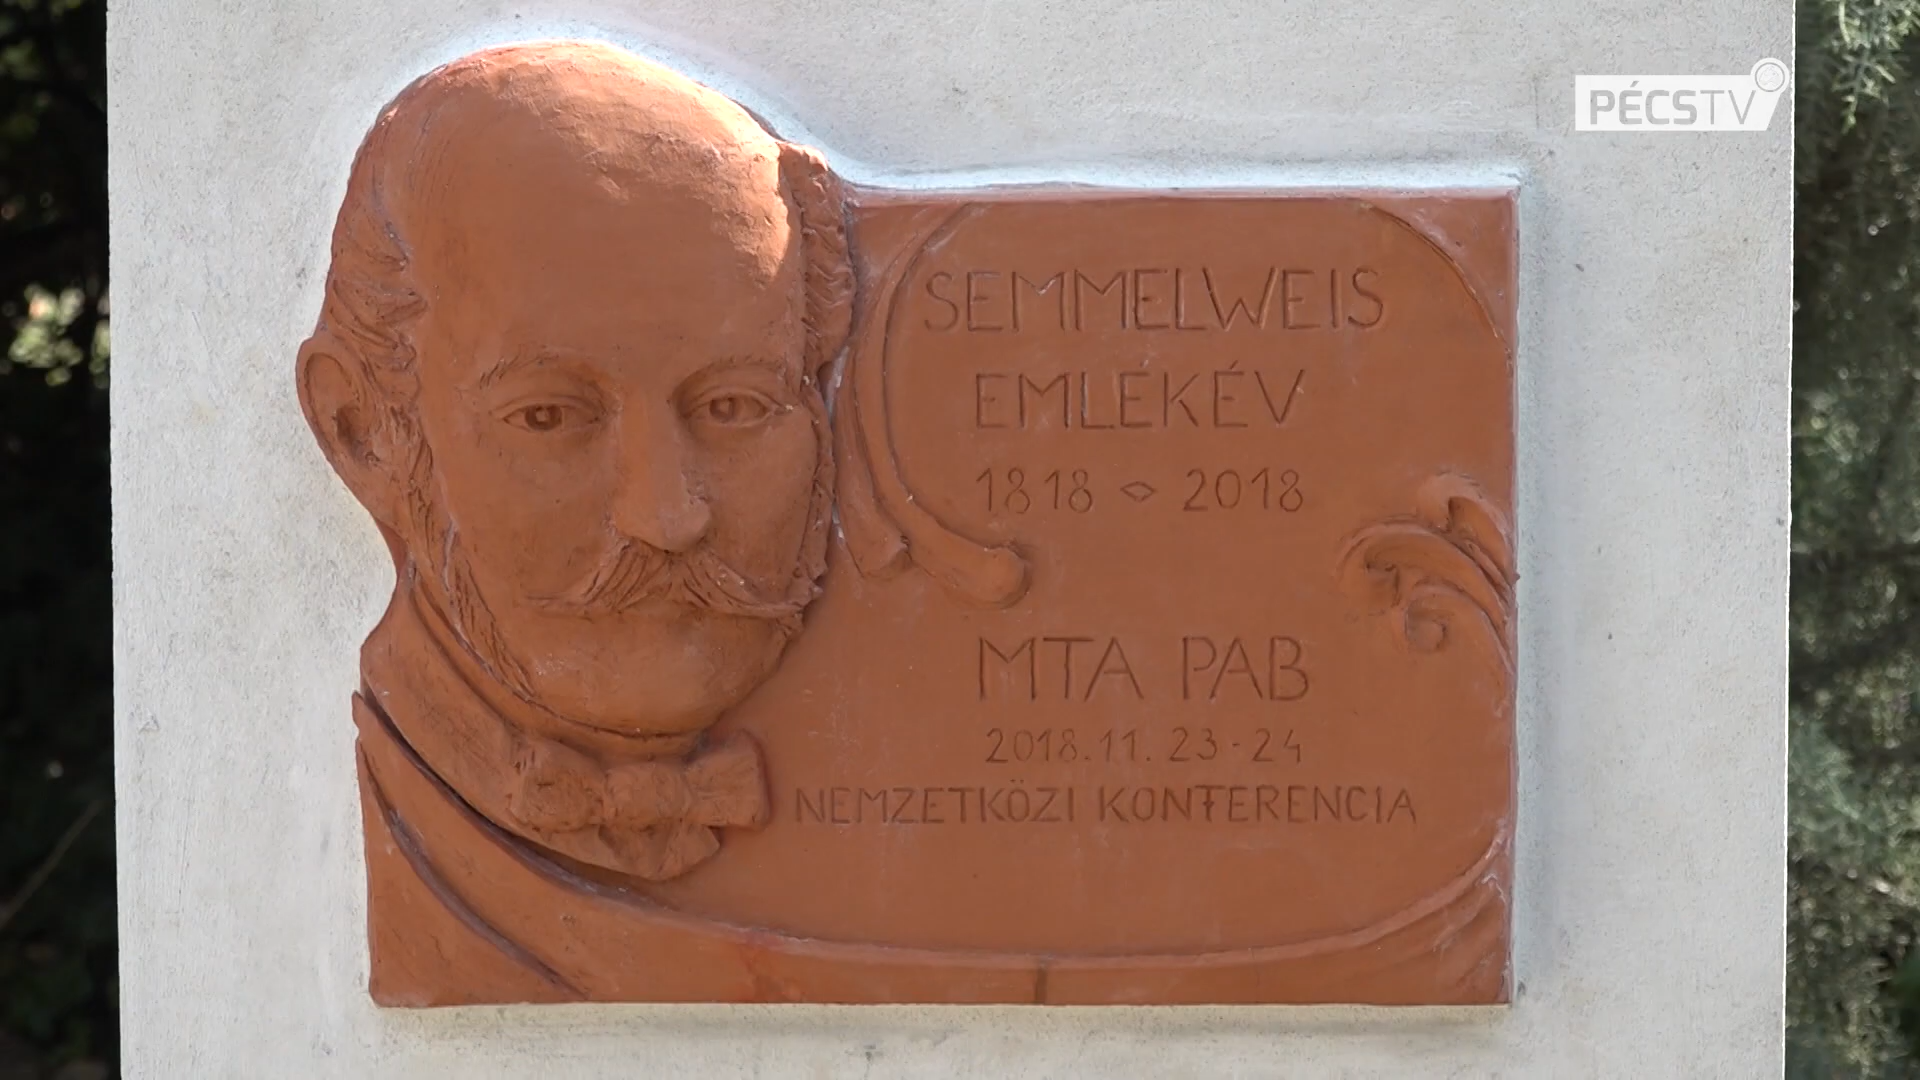 PÉCSTV
SEMMELWEIS
EMLÉKÉV
1818 ◇ 2018
MTA PAB
2018.11. 23-24
NEMZETKÖZI KONFERENCIA